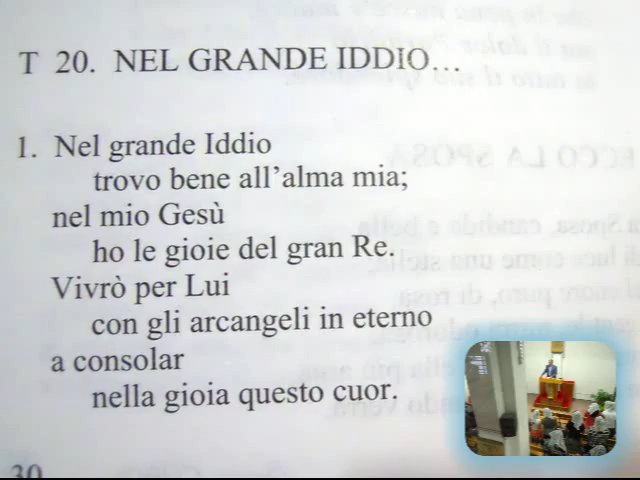 T 20. NEL GRANDE IDDIO...
1. Nel grande Iddio
trovo bene all'alma mia;
nel mio Gesù
ho le gioie del gran Re.
Vivrò per Lui
con gli arcangeli in eterno
a consolar
nella gioia questo cuor.
30